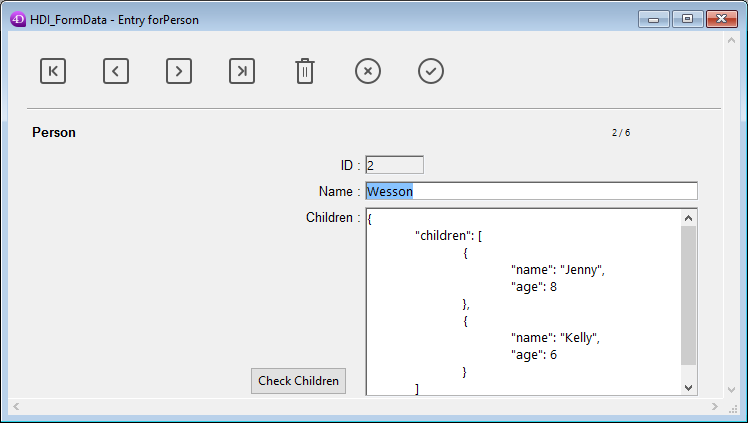 4D HDI_FormData - Entry forPerson
Person
2 / 6
ID : 2
Name : Wesson
Children : {
"children": [
{
"name": "Jenny",
"age": 8
},
{
"name": "Kelly",
"age": 6
}
Check Children
]